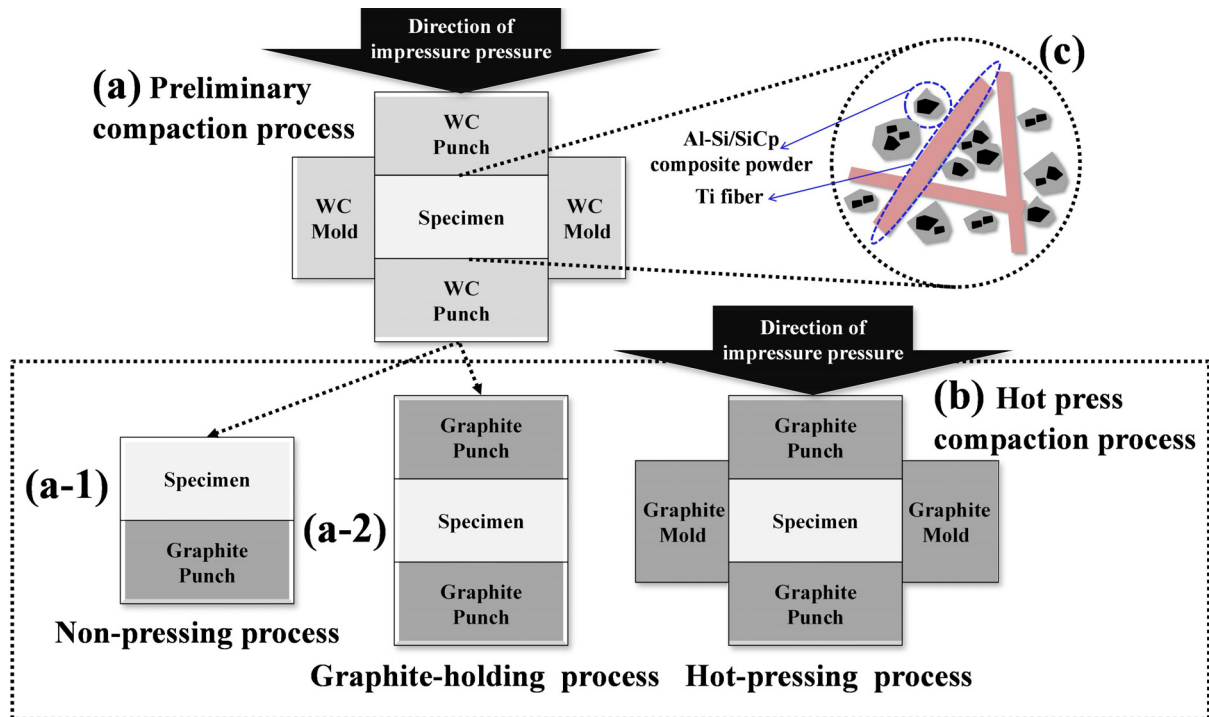 Direction of
impressure pressure
(a) Preliminary
compaction process
WC
Punch
WC
Mold
Specimen
WC
Mold
WC
Punch
(c)
Al-Si/SiCp
composite powder
Ti fiber
Direction of
impressure pressure
(b) Hot press
compaction process
(a-1)
Specimen
Graphite
Punch
Non-pressing process
(a-2)
Graphite
Punch
Specimen
Graphite
Punch
Graphite-holding process
Graphite
Punch
Graphite
Mold
Specimen
Graphite
Mold
Graphite
Punch
Hot-pressing process